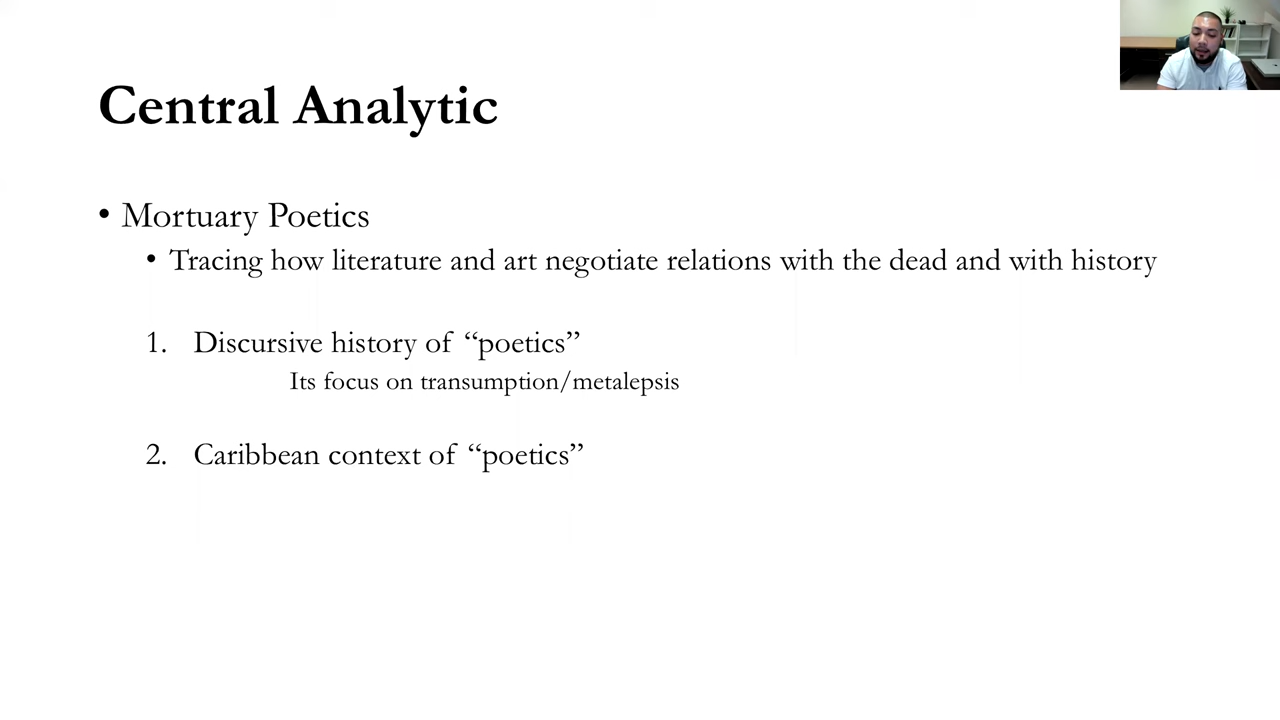 Central Analytic
• Mortuary Poetics
• Tracing how literature and art negotiate relations with the dead and with history
1. Discursive history of “poetics”
Its focus on transumption/metalepsis
2. Caribbean context of “poetics”